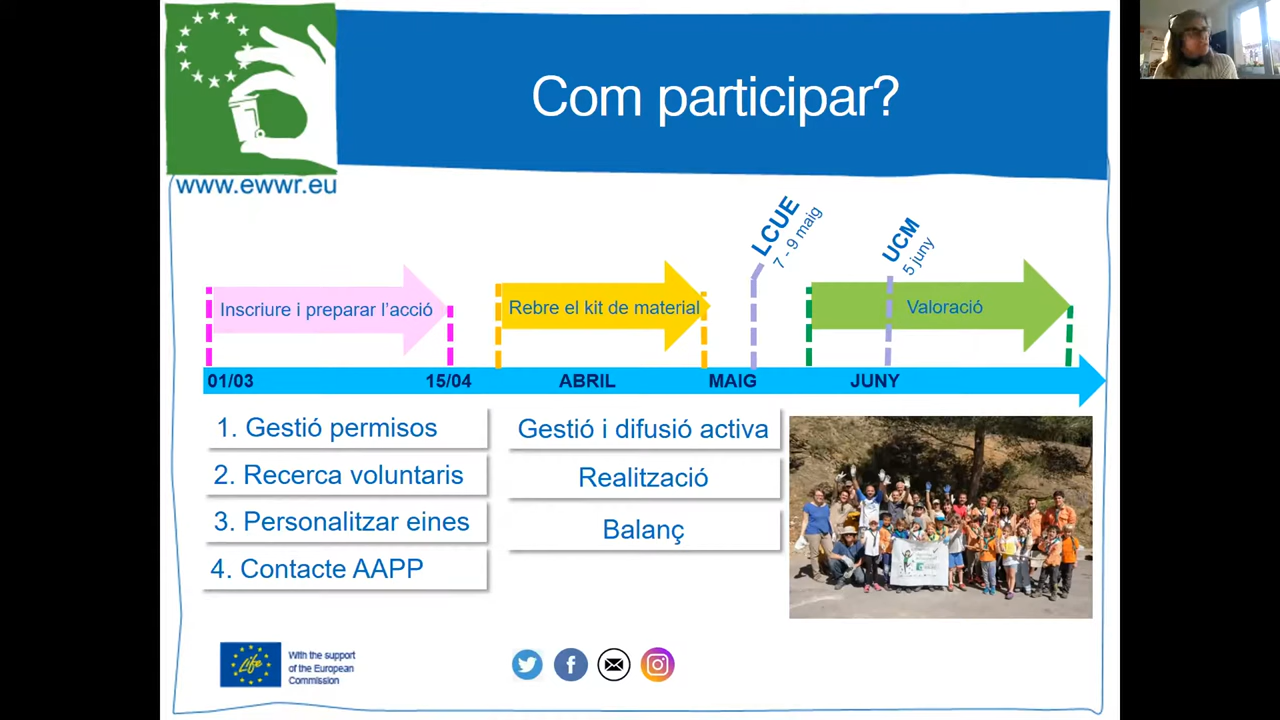 Com participar?
www.ewwr.eu
LCUE
7 - 9 maig
UCM
5 juny
Inscriure i preparar l'acció
Rebre el kit de material
Valoració
01/03
15/04
ABRIL
MAIG
JUNY
1. Gestió permisos
2. Recerca voluntaris
3. Personalitzar eines
4. Contacte AAPP
Gestió i difusió activa
Realització
Balanç
Life
With the support
of the European
Commission